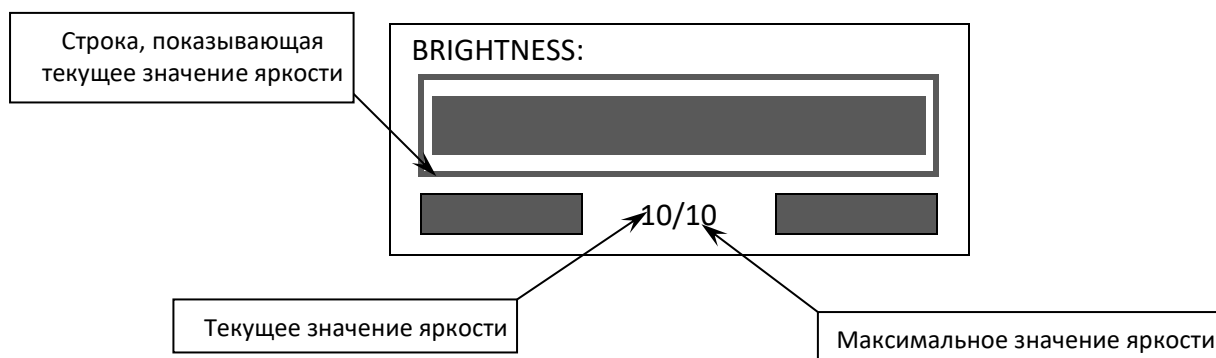 Строка, показывающая
текущее значение яркости
BRIGHTNESS:
10/10
Текущее значение яркости
Максимальное значение яркости